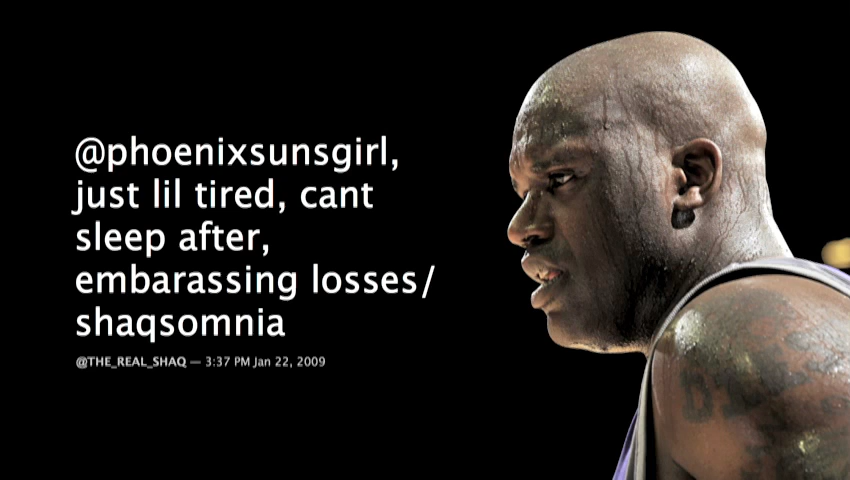 @phoenixsunsgirl,
just lil tired, cant
sleep after,
embarassing losses/
shaqsomnia
@THE_REAL_SHAQ — 3:37 PM Jan 22, 2009